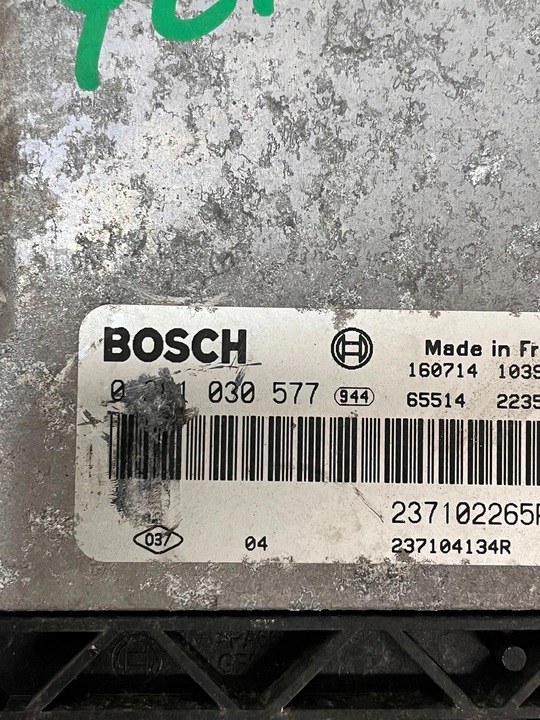 BOSCH
Made in Fr
160714 1039
030 577 944
65514 2235
237102265R
037 04 237104134R